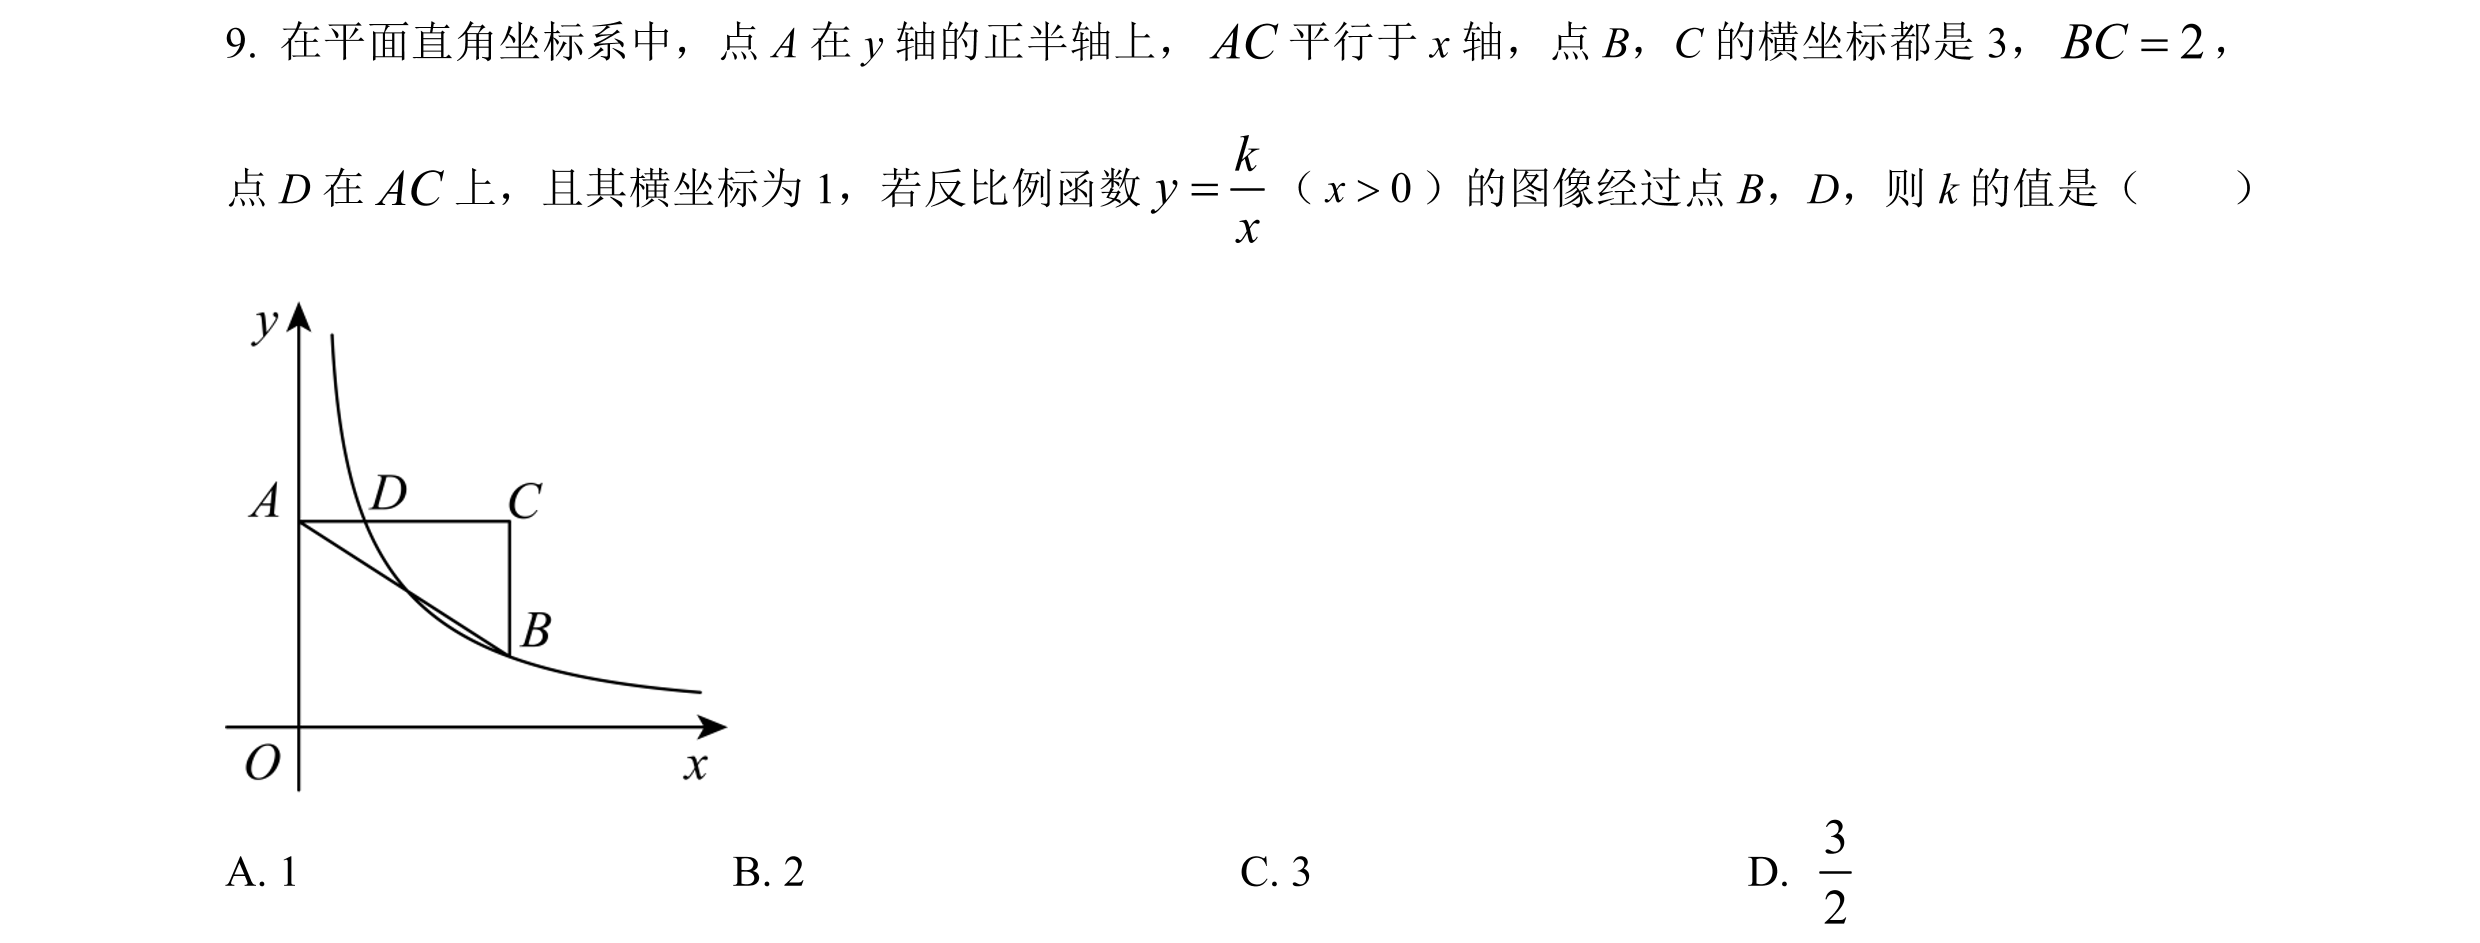 9. 在平面直角坐标系中，点 A 在 y 轴的正半轴上， AC 平行于 x 轴，点 B，C 的横坐标都是 3， BC = 2，
点 D 在 AC 上，且其横坐标为 1，若反比例函数 y = k/x （ x > 0 ）的图像经过点 B，D，则 k 的值是（　　）
y
A
D
C
B
O
x
A. 1
B. 2
C. 3
D. 3/2